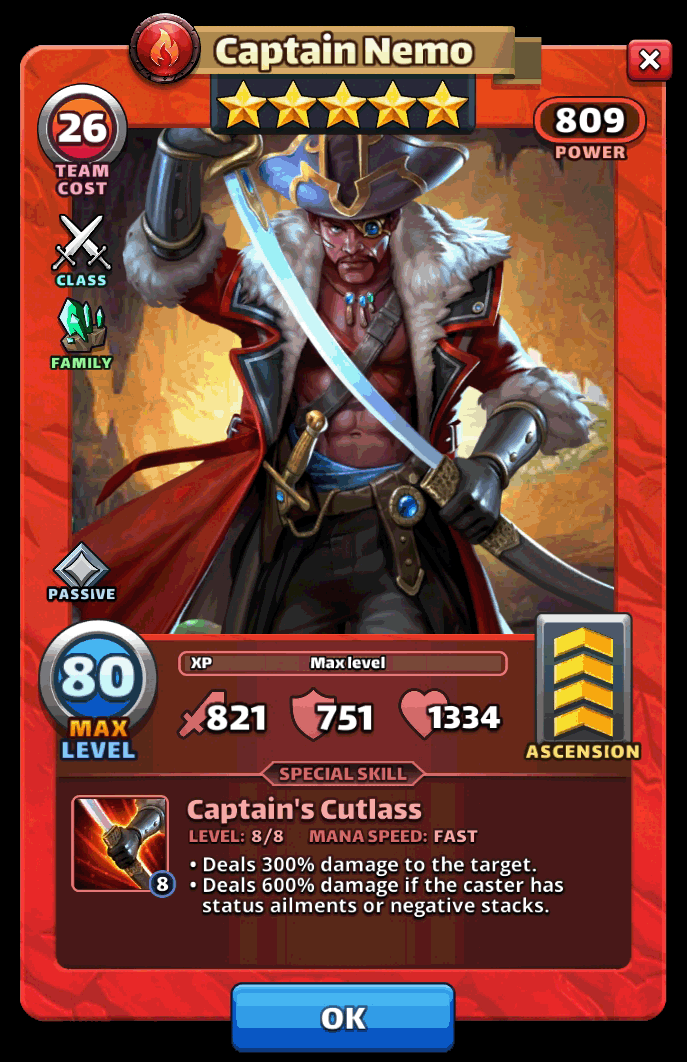 Captain Nemo
26
TEAM
COST
809
POWER
CLASS
FAMILY
PASSIVE
80
MAX
LEVEL
XP Max level
821 751 1334
ASCENSION
SPECIAL SKILL
Captain's Cutlass
LEVEL: 8/8 MANA SPEED: FAST
8
• Deals 300% damage to the target.
• Deals 600% damage if the caster has
status ailments or negative stacks.
OK